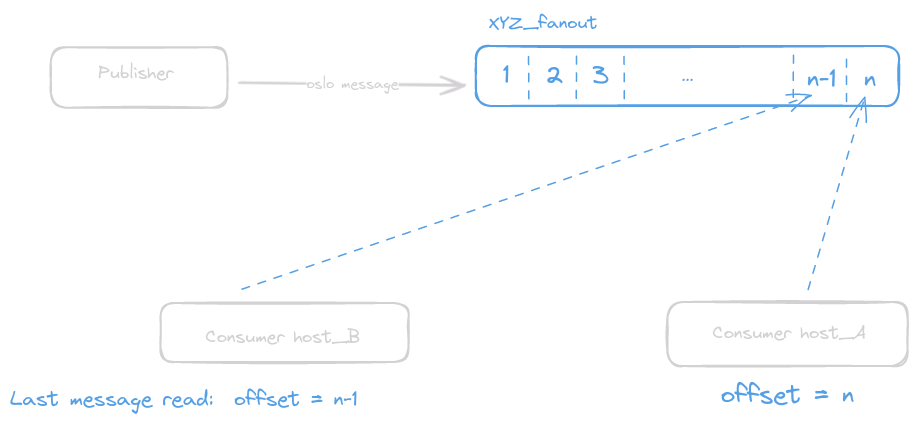 XYZ_fanout
Publisher
oslo message
1 2 3 ... n-1 n
Consumer host_B
Consumer host_A
Last message read: offset = n-1
offset = n